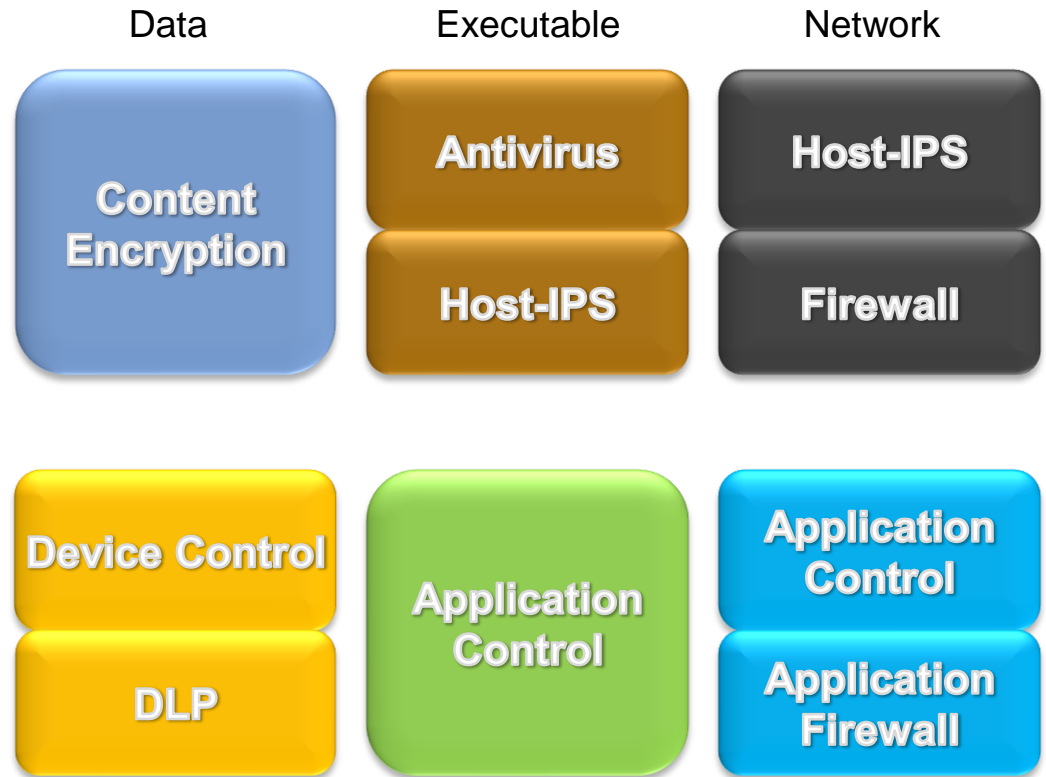 Data
Executable
Network
Content
Encryption
Antivirus
Host-IPS
Host-IPS
Firewall
Device Control
DLP
Application
Control
Application
Control
Application
Firewall